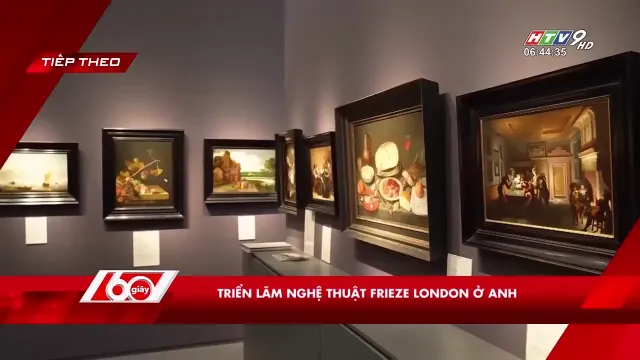 TIẾP THEO
HTV9 HD
06:44:35
60 giây
TRIỂN LÃM NGHỆ THUẬT FRIEZE LONDON Ở ANH